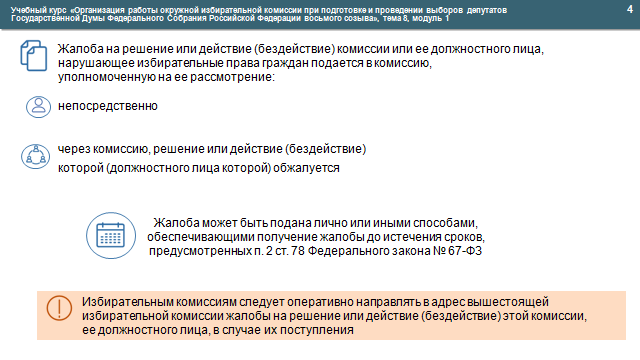 Учебный курс «Организация работы окружной избирательной комиссии при подготовке и проведении выборов депутатов
Государственной Думы Федерального Собрания Российской Федерации восьмого созыва», тема 8, модуль 1
4
Жалоба на решение или действие (бездействие) комиссии или ее должностного лица,
нарушающее избирательные права граждан подается в комиссию,
уполномоченную на ее рассмотрение:
непосредственно
через комиссию, решение или действие (бездействие)
которой (должностного лица которой) обжалуется
Жалоба может быть подана лично или иными способами,
обеспечивающими получение жалобы до истечения сроков,
предусмотренных п. 2 ст. 78 Федерального закона № 67-ФЗ
Избирательным комиссиям следует оперативно направлять в адрес вышестоящей
избирательной комиссии жалобы на решение или действие (бездействие) этой комиссии,
ее должностного лица, в случае их поступления